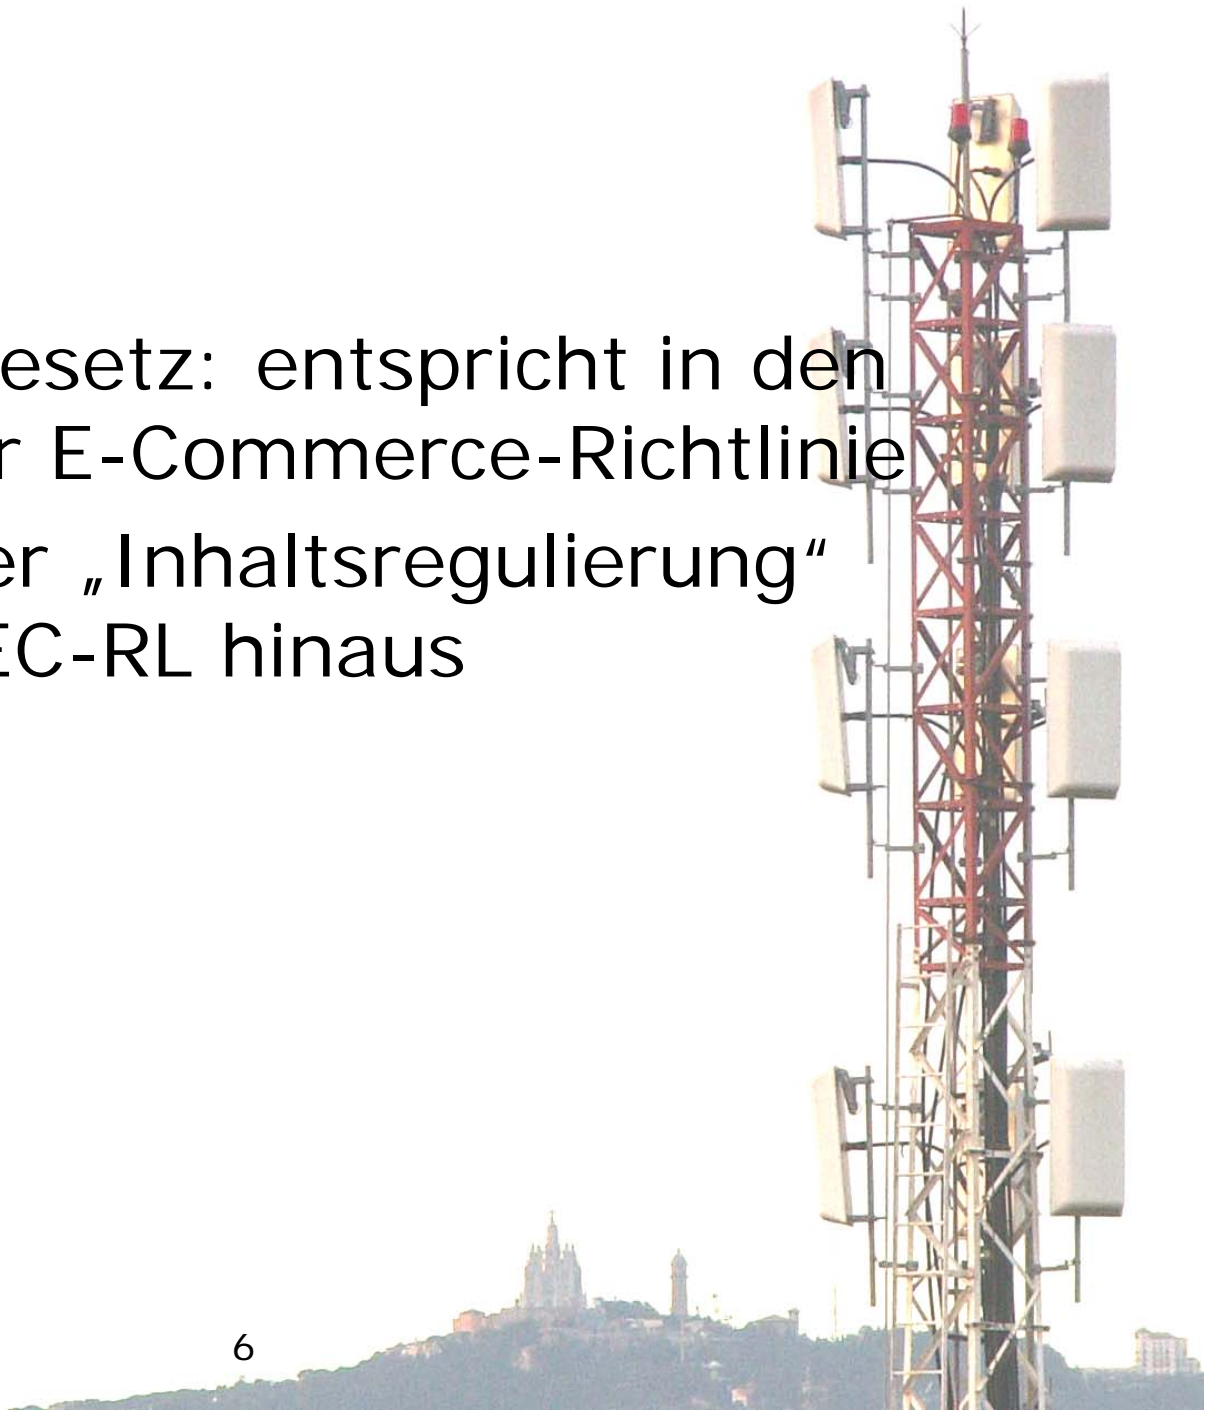 esetz: entspricht in den
r E-Commerce-Richtlinie
er „Inhaltsregulierung“
EC-RL hinaus
6